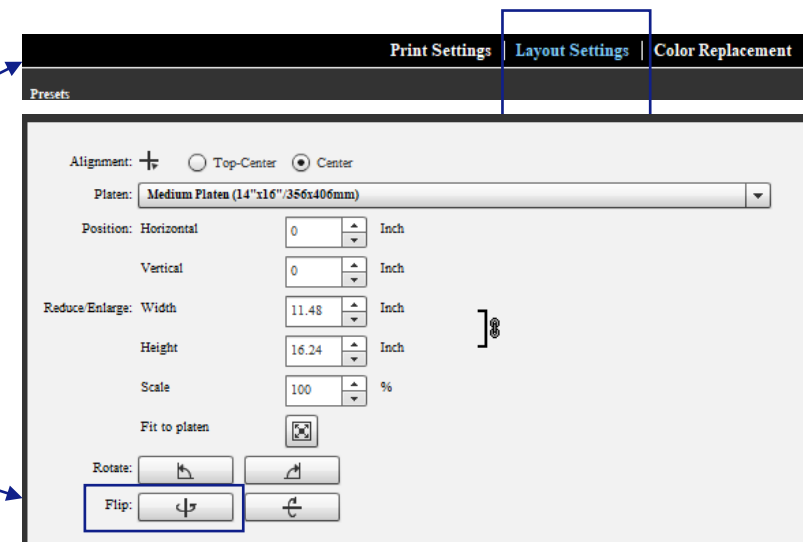 Print Settings | Layout Settings | Color Replacement
Presets
Alignment: Top-Center Center
Platen: Medium Platen (14"x16"/356x406mm)
Position: Horizontal 0 Inch
Vertical 0 Inch
Reduce/Enlarge: Width 11.48 Inch
Height 16.24 Inch
Scale 100 %
Fit to platen
Rotate:
Flip: